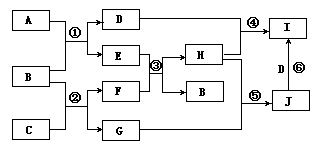 A ① D ④ I
E H
B ③ D ⑥
② F B
C G ⑤ J